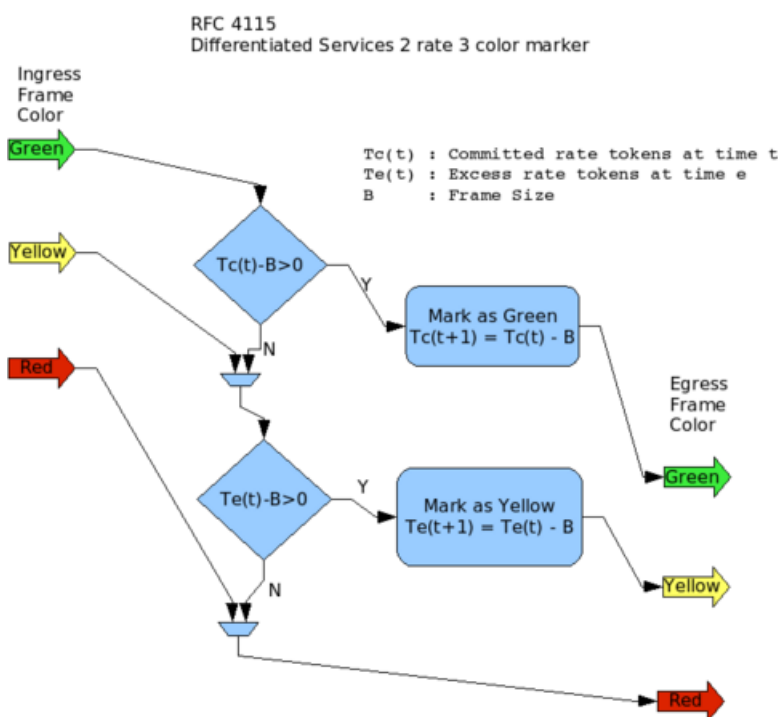 RFC 4115
Differentiated Services 2 rate 3 color marker
Ingress
Frame
Color
Green
Tc(t) : Committed rate tokens at time t
Te(t) : Excess rate tokens at time e
B : Frame Size
Yellow
Tc(t)-B>0
Y
Mark as Green
Tc(t+1) = Tc(t) - B
N
Red
Egress
Frame
Color
Green
Te(t)-B>0
Y
Mark as Yellow
Te(t+1) = Te(t) - B
N
Yellow
Red